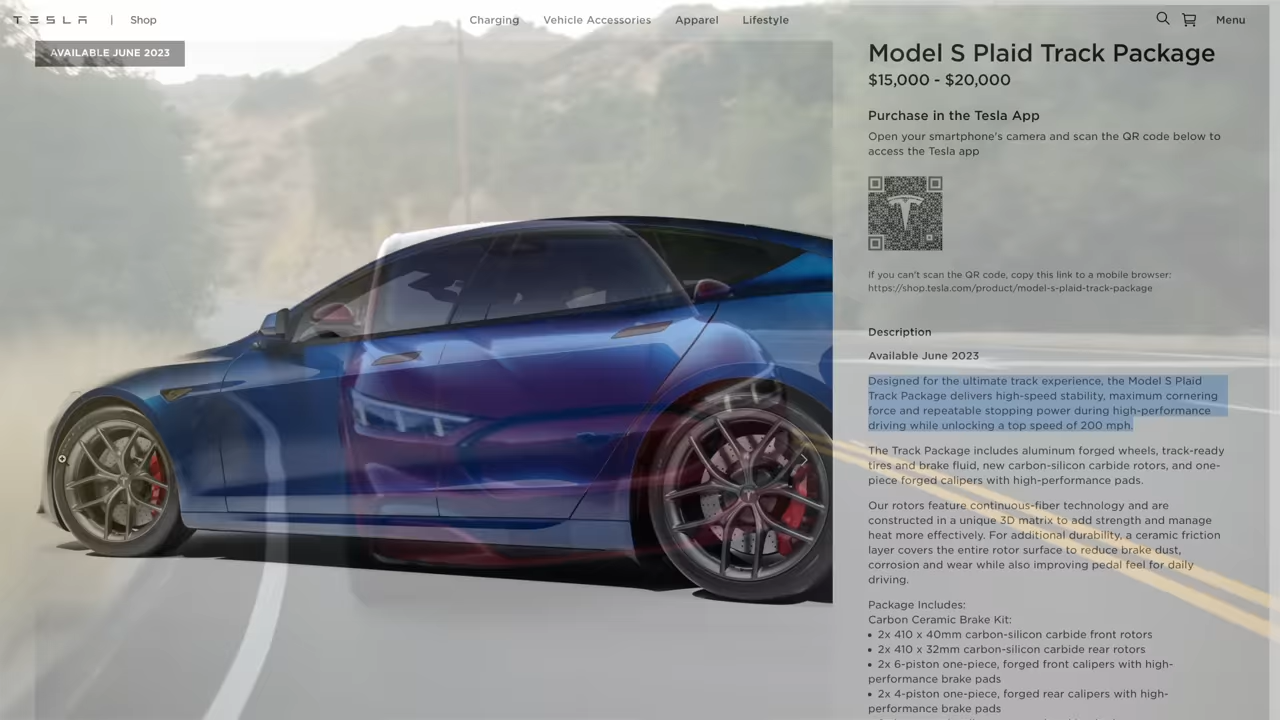 TESLA | Shop
Charging Vehicle Accessories Apparel Lifestyle
Menu
AVAILABLE JUNE 2023
Model S Plaid Track Package
$15,000 - $20,000
Purchase in the Tesla App
Open your smartphone's camera and scan the QR code below to
access the Tesla app
If you can't scan the QR code, copy this link to a mobile browser:
https://shop.tesla.com/product/model-s-plaid-track-package
Description
Available June 2023
Designed for the ultimate track experience, the Model S Plaid
Track Package delivers high-speed stability, maximum cornering
force and repeatable stopping power during high-performance
driving while unlocking a top speed of 200 mph.
The Track Package includes aluminum forged wheels, track-ready
tires and brake fluid, new carbon-silicon carbide rotors, and one-
piece forged calipers with high-performance pads.
Our rotors feature continuous-fiber technology and are
constructed in a unique 3D matrix to add strength and manage
heat more effectively. For additional durability, a ceramic friction
layer covers the entire rotor surface to reduce brake dust,
corrosion and wear while also improving pedal feel for daily
driving.
Package Includes:
Carbon Ceramic Brake Kit:
• 2x 410 x 40mm carbon-silicon carbide front rotors
• 2x 410 x 32mm carbon-silicon carbide rear rotors
• 2x 6-piston one-piece, forged front calipers with high-
performance brake pads
• 2x 4-piston one-piece, forged rear calipers with high-
performance brake pads